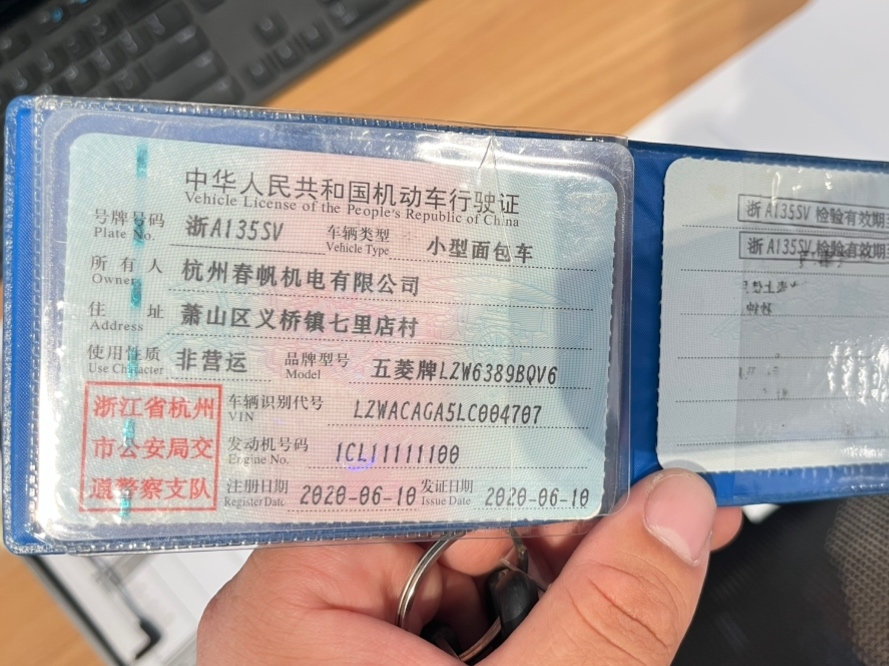 中华人民共和国机动车行驶证
Vehicle License of the People's Republic of China
号牌号码 浙A135SV 车辆类型 小型面包车
Plate No. Vehicle Type
所有人 杭州春帆机电有限公司
Owner
住址 萧山区义桥镇七里店村
Address
使用性质 非营运 品牌型号 五菱牌LZW6389BQV6
Use Character Model
浙江省杭州
市公安局交
通警察支队
车辆识别代号 LZWACAGA5LC004707
VIN
发动机号码 1CL11111100
Engine No.
注册日期 2020-06-10 发证日期 2020-06-10
Register Date Issue Date
浙A135SV 检验有效期
浙A135SV 检验有效期